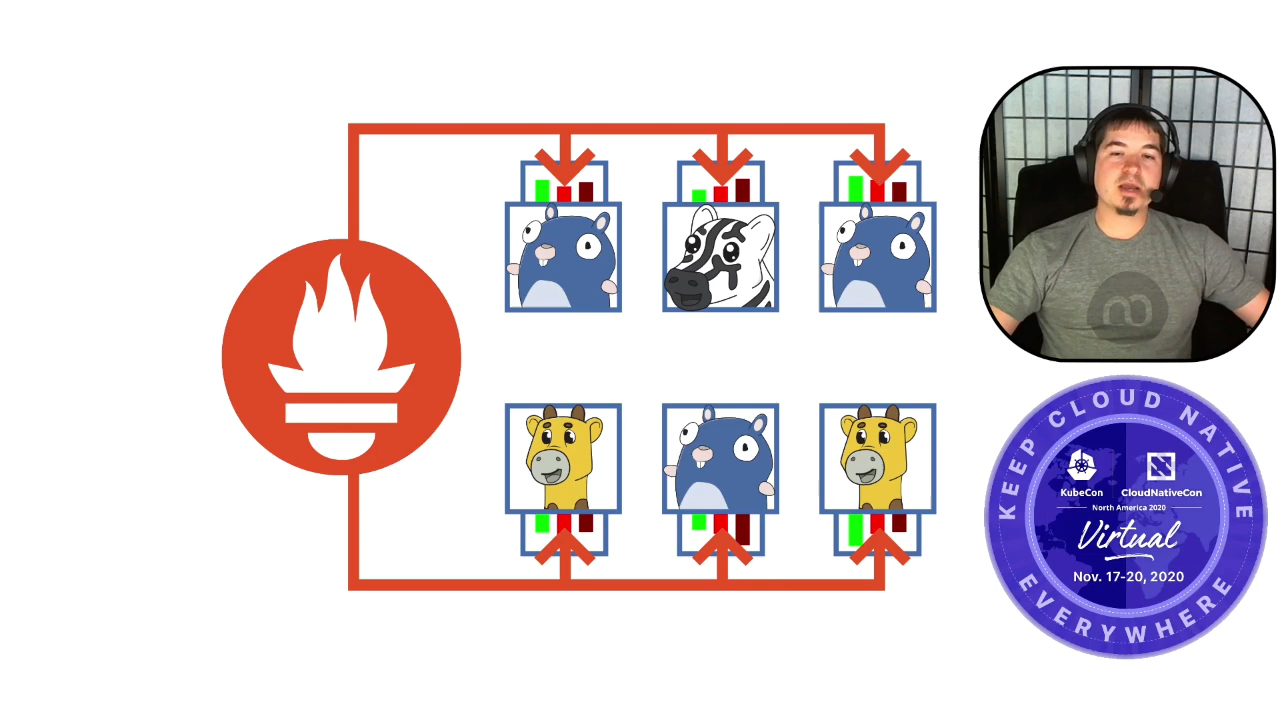 KEEP CLOUD NATIVE
KubeCon
CloudNativeCon
North America 2020
Virtual
Nov. 17-20, 2020
EVERYWHERE